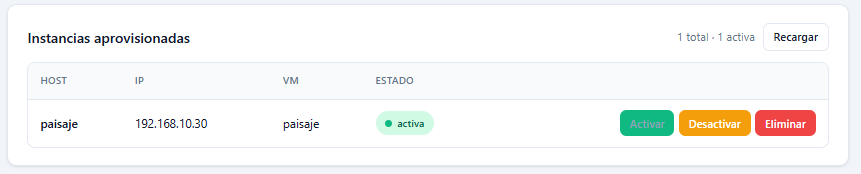 Instancias aprovisionadas
1 total · 1 activa Recargar
HOST IP VM ESTADO
paisaje 192.168.10.30 paisaje activa Activar Desactivar Eliminar